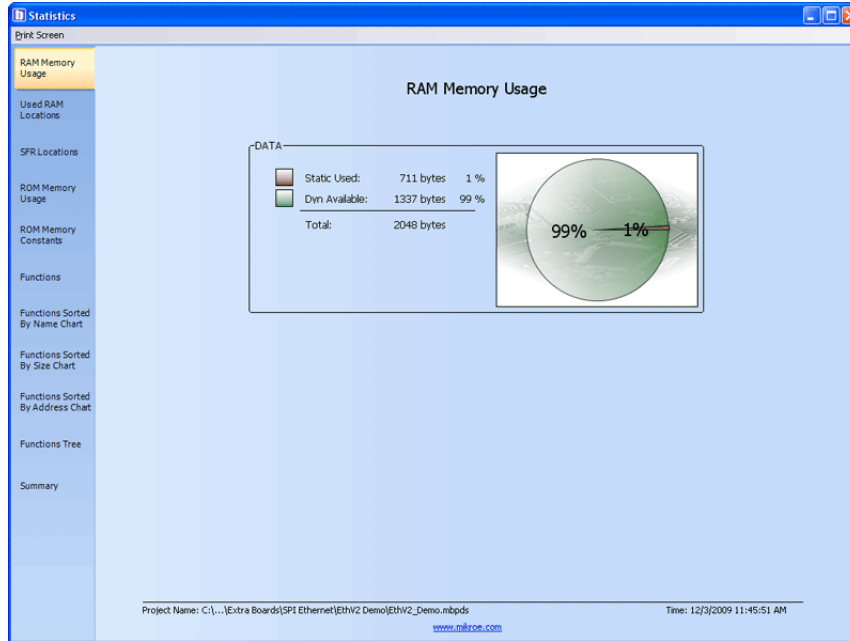 Statistics
Print Screen
RAM Memory
Usage
Used RAM
Locations
SFR Locations
ROM Memory
Usage
ROM Memory
Constants
Functions
Functions Sorted
By Name Chart
Functions Sorted
By Size Chart
Functions Sorted
By Address Chart
Functions Tree
Summary
RAM Memory Usage
DATA
Static Used: 711 bytes 1 %
Dyn Available: 1337 bytes 99 %
Total: 2048 bytes
99% 1%
Project Name: C:\...\Extra Boards\SPI Ethernet\EthV2 Demo\EthV2_Demo.mbpds Time: 12/3/2009 11:45:51 AM
www.mikroe.com